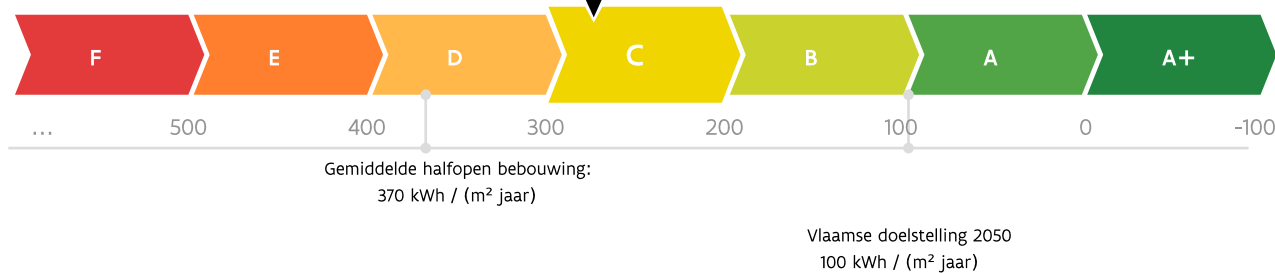 F E D C B A A+
... 500 400 300 200 100 0 -100
Gemiddelde halfopen bebouwing:
370 kWh / (m² jaar)
Vlaamse doelstelling 2050
100 kWh / (m² jaar)